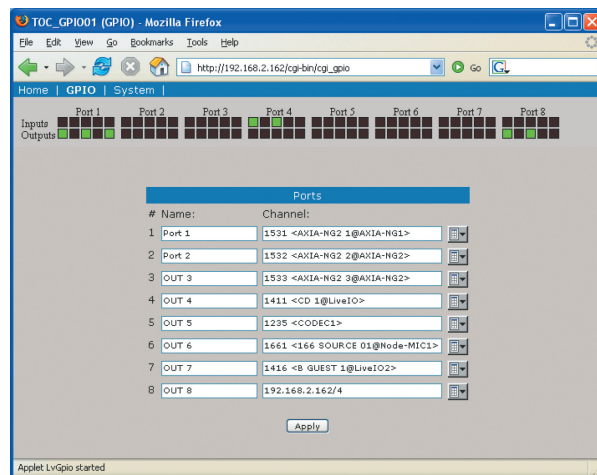 TOC_GPIO01 (GPIO) - Mozilla Firefox
File Edit View Go Bookmarks Tools Help
http://192.168.2.162/cgi-bin/cgi_gpio Go G
Home | GPIO | System |
Port 1 Port 2 Port 3 Port 4 Port 5 Port 6 Port 7 Port 8
Inputs
Outputs
Ports
# Name: Channel:
1 Port 1 1531 <AXIA-NG2 1@AXIA-NG1>
2 Port 2 1532 <AXIA-NG2 2@AXIA-NG2>
3 OUT 3 1533 <AXIA-NG2 3@AXIA-NG2>
4 OUT 4 1411 <CD 1@LiveIO>
5 OUT 5 1235 <CODEC1>
6 OUT 6 1661 <166 SOURCE 01@Node-MIC1>
7 OUT 7 1416 <B GUEST 1@LiveIO2>
8 OUT 8 192.168.2.162/4
Apply
Applet LvGpio started